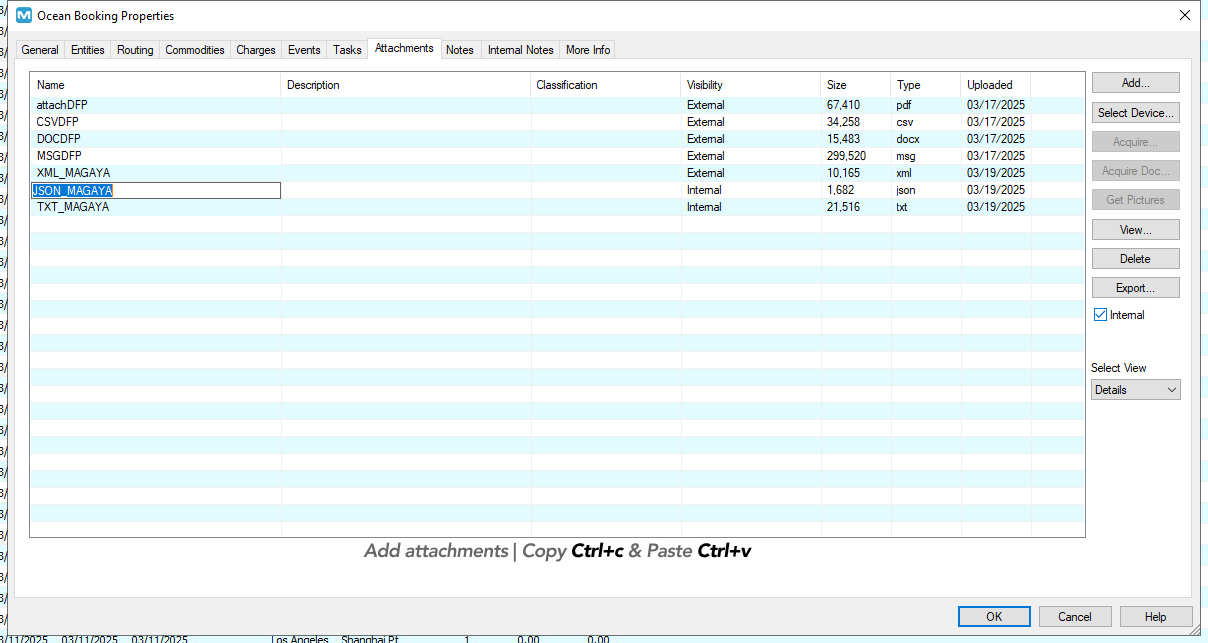 Ocean Booking Properties
General Entities Routing Commodities Charges Events Tasks Attachments Notes Internal Notes More Info
Name Description Classification Visibility Size Type Uploaded
attachDFP External 67,410 pdf 03/17/2025
CSVDFP External 34,258 csv 03/17/2025
DOCDFP External 15,483 docx 03/17/2025
MSGDFP External 299,520 msg 03/17/2025
XML_MAGAYA External 10,165 xml 03/19/2025
JSON_MAGAYA Internal 1,682 json 03/19/2025
TXT_MAGAYA Internal 21,516 txt 03/19/2025
Add...
Select Device...
Acquire...
Acquire Doc...
Get Pictures
View...
Delete
Export...
Internal
Select View
Details
Add attachments | Copy Ctrl+c & Paste Ctrl+v
OK Cancel Help
3/11/2025 03/11/2025 03/11/2025 Los Angeles Shanghai Pt 1 0.00 0.00